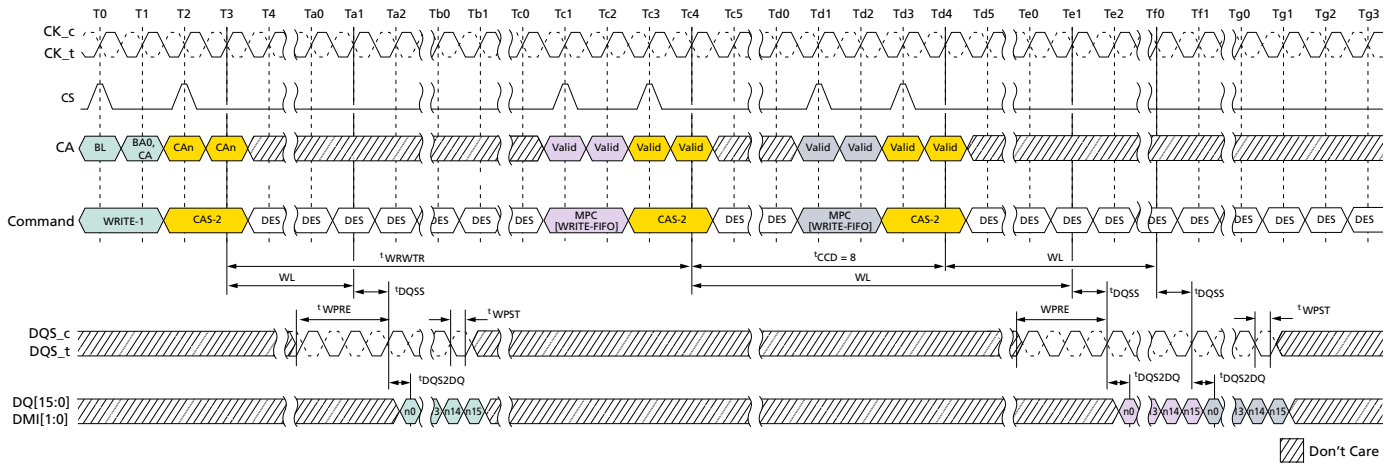 T0 T1 T2 T3 T4 Ta0 Ta1 Ta2 Tb0 Tb1 Tc0 Tc1 Tc2 Tc3 Tc4 Tc5 Td0 Td1 Td2 Td3 Td4 Td5 Te0 Te1 Te2 Tf0 Tf1 Tg0 Tg1 Tg2 Tg3
CK_c
CK_t
CS
CA BL BA0, CA CAn CAn Valid Valid Valid Valid Valid Valid Valid Valid
Command WRITE-1 CAS-2 DES DES DES DES DES DES DES MPC [WRITE-FIFO] CAS-2 DES DES MPC [WRITE-FIFO] CAS-2 DES DES DES DES DES DES DES DES DES DES
tWRWTR tCCD = 8 WL
WL WL
tDQSS tDQSS tDQSS
tWPRE tWPST WPRE tWPST
DQS_c
DQS_t
tDQS2DQ tDQS2DQ tDQS2DQ
DQ[15:0] n0 13 n14 n15 n0 13 n14 n15 n0 13 n14 n15
DMI[1:0]
Don't Care